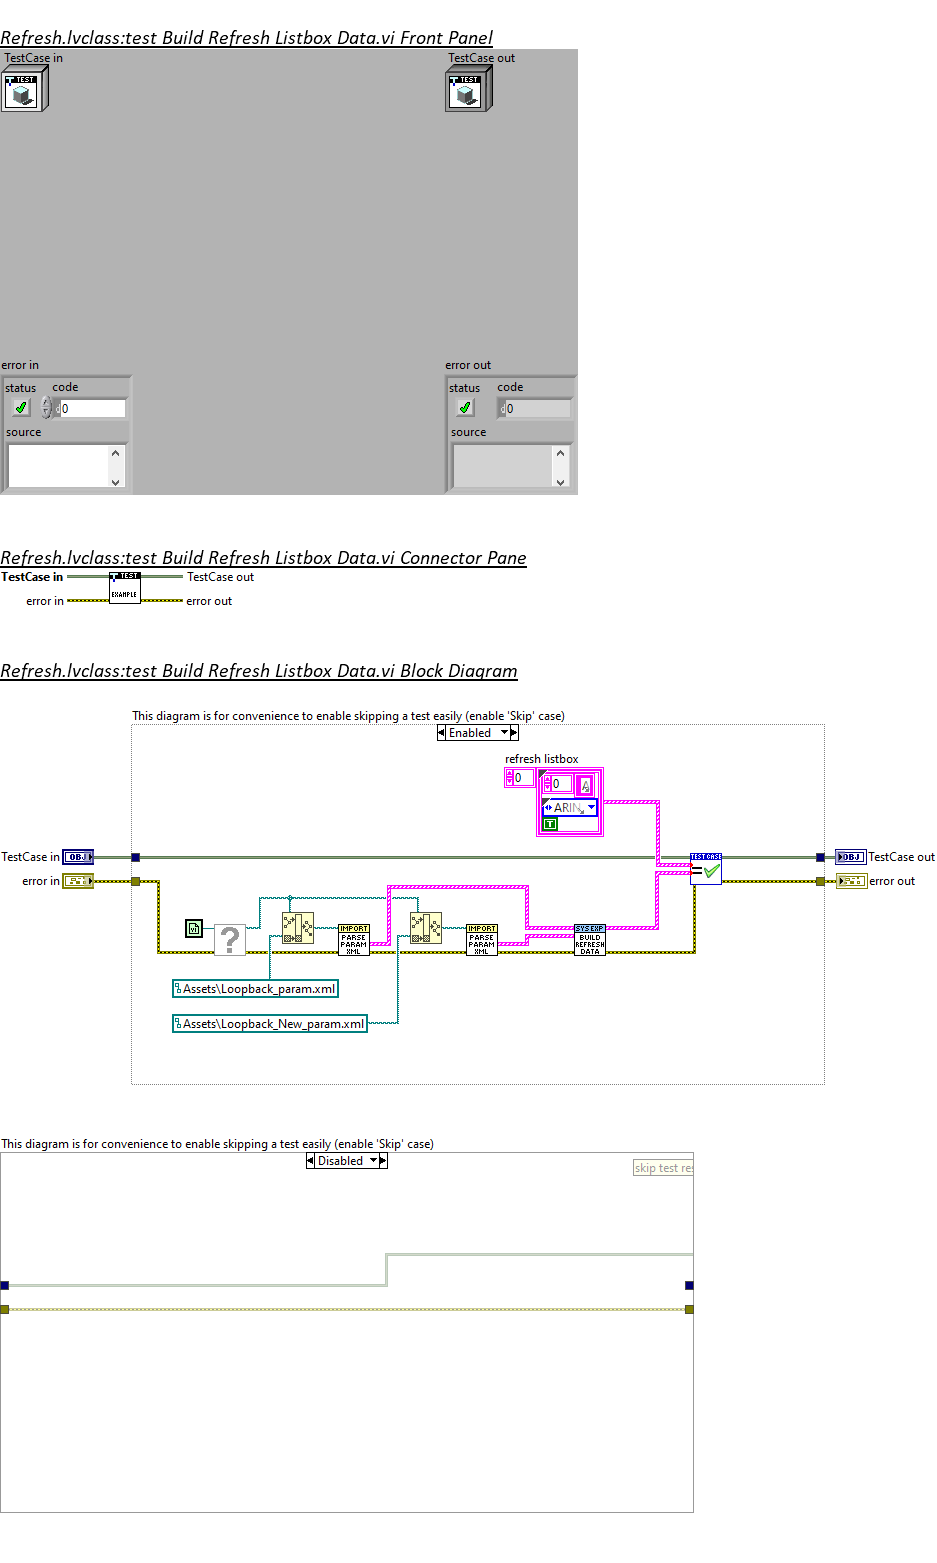 Refresh.lvclass:test Build Refresh Listbox Data.vi Front Panel
TestCase in
TestCase out
TEST
TEST
error in
error out
status code
status code
0
0
source
source
Refresh.lvclass:test Build Refresh Listbox Data.vi Connector Pane
TestCase in
TEST
TestCase out
error in
EXAMPLE
error out
Refresh.lvclass:test Build Refresh Listbox Data.vi Block Diagram
This diagram is for convenience to enable skipping a test easily (enable 'Skip' case)
Enabled
refresh listbox
0
0
ARIN
T
TestCase in
OBJ
TEST CASE
OBJ
TestCase out
error in
error out
?
IMPORT
PARSE
PARAM
XML
IMPORT
PARSE
PARAM
XML
SYS EXP
BUILD
REFRESH
DATA
Assets\Loopback_param.xml
Assets\Loopback_New_param.xml
This diagram is for convenience to enable skipping a test easily (enable 'Skip' case)
Disabled
skip test res